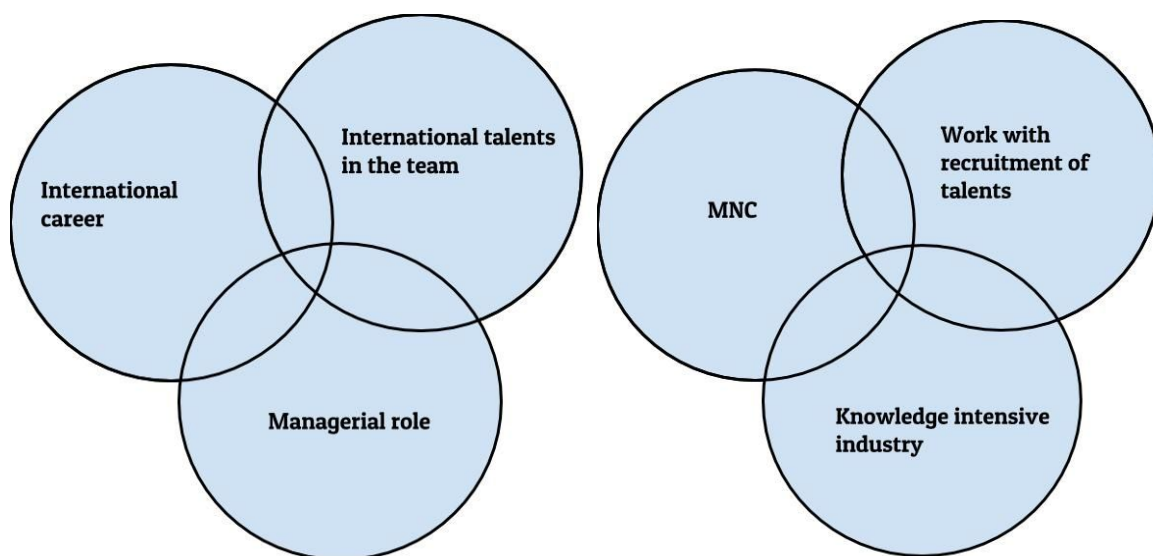 International
career
International talents
in the team
Managerial role
MNC
Work with
recruitment of
talents
Knowledge intensive
industry